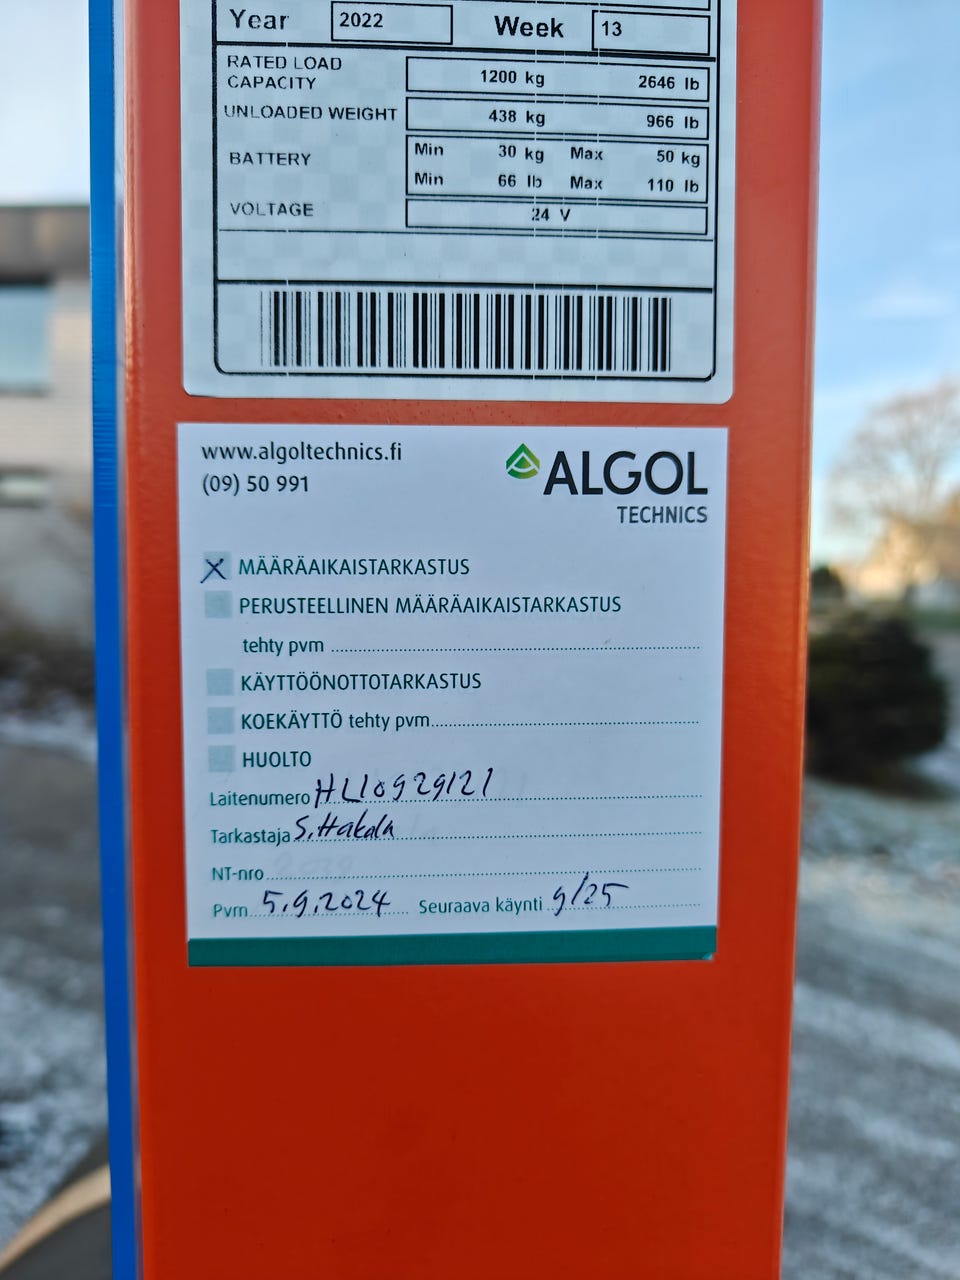 Year 2022 Week 13
RATED LOAD CAPACITY 1200 kg 2646 lb
UNLOADED WEIGHT 438 kg 966 lb
BATTERY Min 30 kg Max 50 kg
Min 66 lb Max 110 lb
VOLTAGE 24 V
www.algoltechnics.fi
(09) 50 991
ALGOL
TECHNICS
X MÄÄRÄAIKAISTARKASTUS
PERUSTEELLINEN MÄÄRÄAIKAISTARKASTUS
tehty pvm
KÄYTTÖÖNOTTOTARKASTUS
KOEKÄYTTÖ tehty pvm
HUOLTO
Laitenumero HL10929121
Tarkastaja S.Hakala
NT-nro
Pvm 5.9.2024 Seuraava käynti 9/25